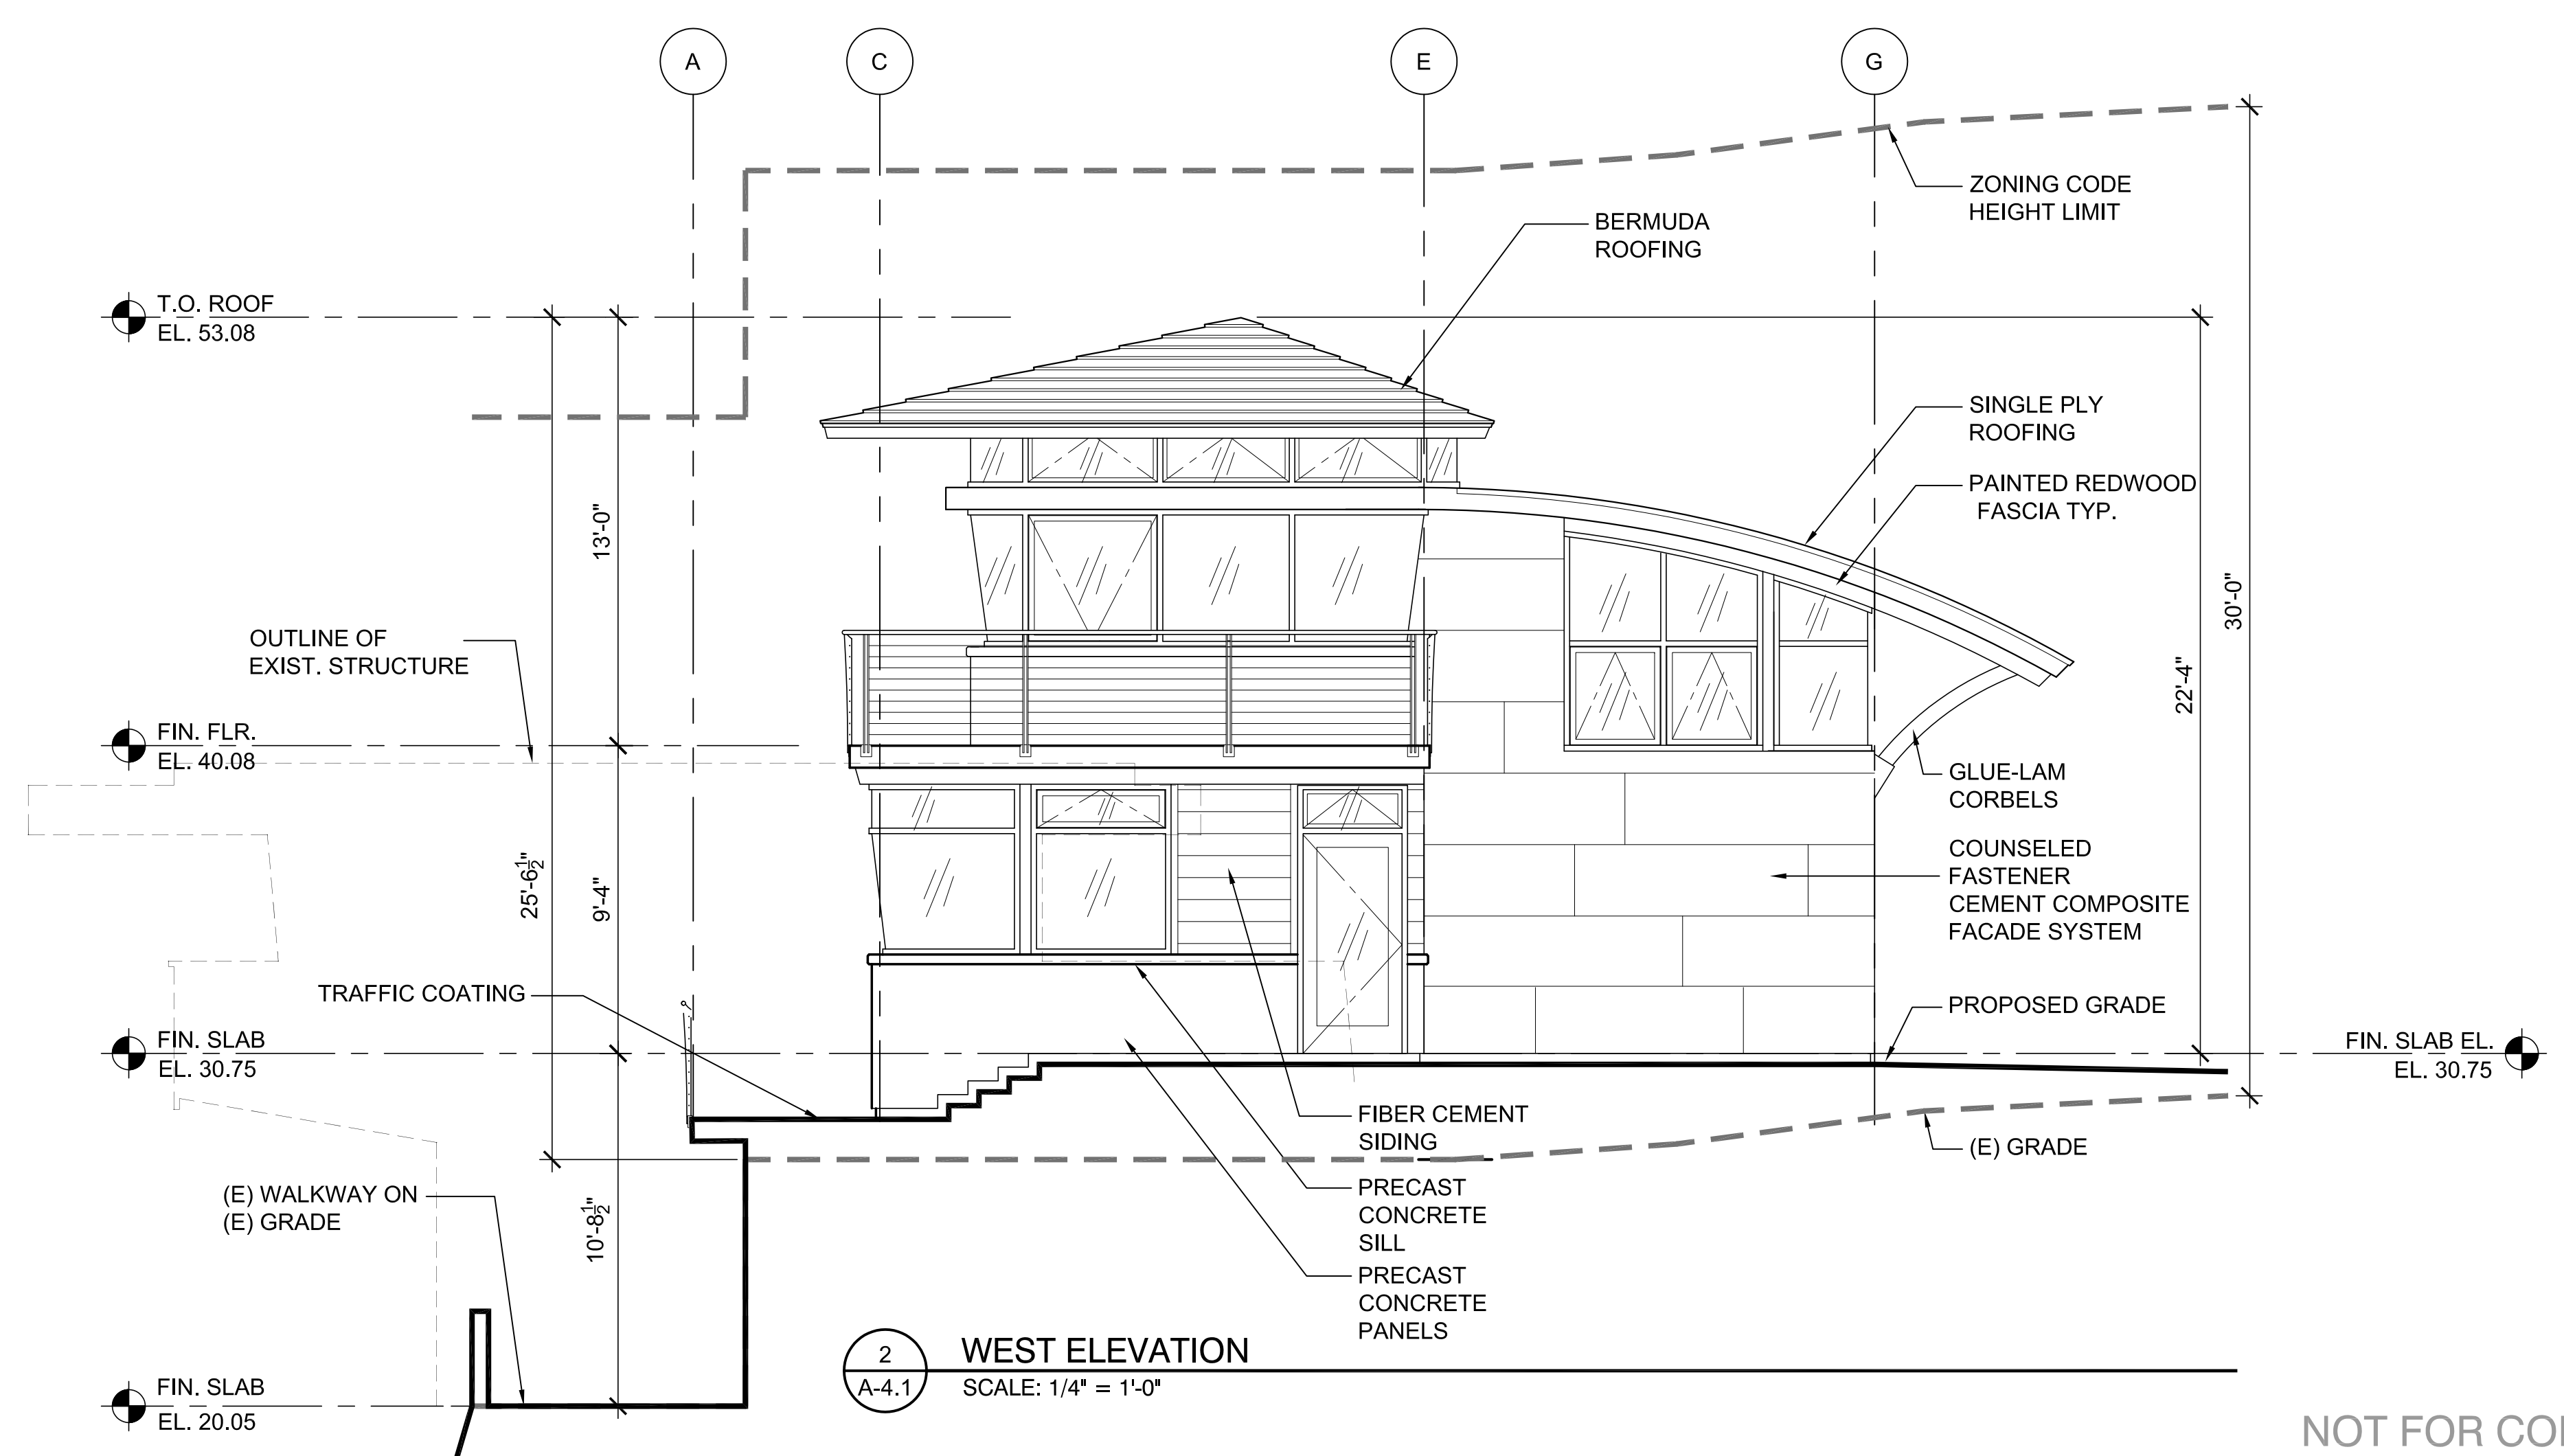 A
C
E
G
ZONING CODE
HEIGHT LIMIT
BERMUDA
ROOFING
T.O. ROOF
EL. 53.08
SINGLE PLY
ROOFING
PAINTED REDWOOD
FASCIA TYP.
13'-0"
30'-0"
22'-4"
OUTLINE OF
EXIST. STRUCTURE
FIN. FLR.
EL. 40.08
GLUE-LAM
CORBELS
25'-6½"
9'-4"
COUNSELED
FASTENER
CEMENT COMPOSITE
FACADE SYSTEM
TRAFFIC COATING
PROPOSED GRADE
FIN. SLAB
EL. 30.75
FIN. SLAB EL.
EL. 30.75
FIBER CEMENT
SIDING
(E) GRADE
(E) WALKWAY ON
(E) GRADE
10'-8½"
PRECAST
CONCRETE
SILL
PRECAST
CONCRETE
PANELS
2
A-4.1
WEST ELEVATION
SCALE: 1/4" = 1'-0"
FIN. SLAB
EL. 20.05
NOT FOR